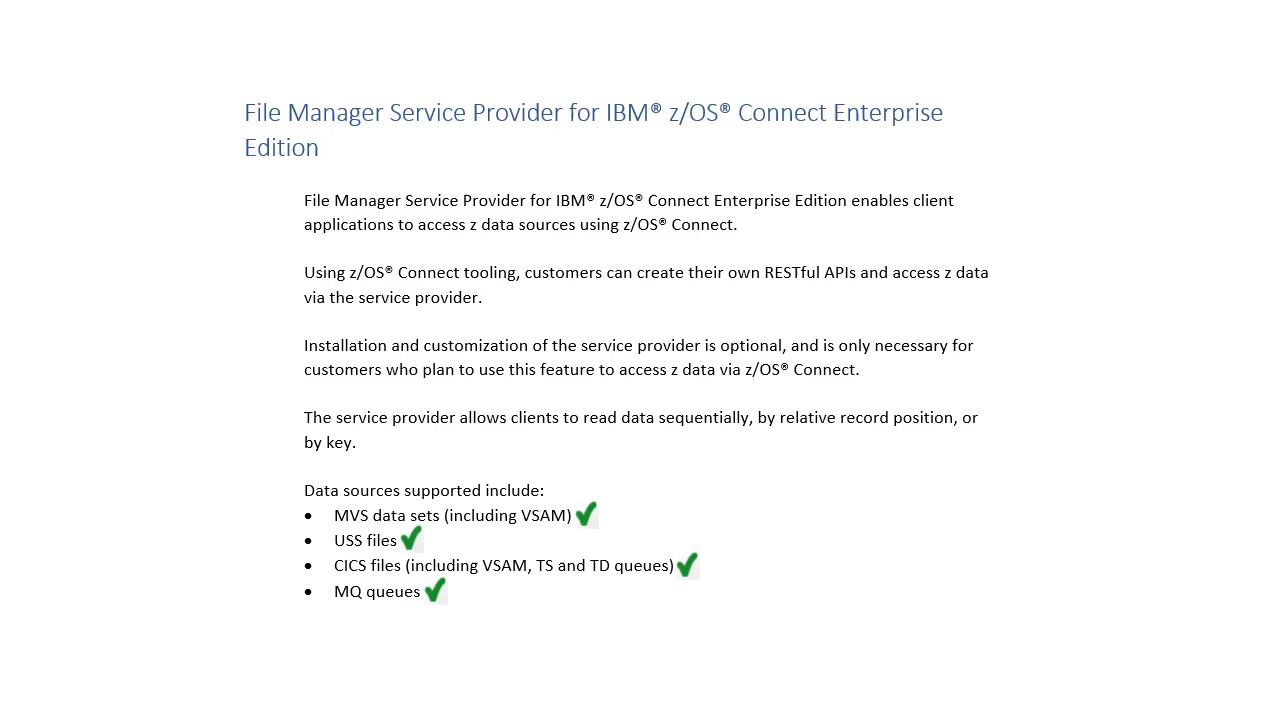 File Manager Service Provider for IBM® z/OS® Connect Enterprise
Edition
File Manager Service Provider for IBM® z/OS® Connect Enterprise Edition enables client
applications to access z data sources using z/OS® Connect.
Using z/OS® Connect tooling, customers can create their own RESTful APIs and access z data
via the service provider.
Installation and customization of the service provider is optional, and is only necessary for
customers who plan to use this feature to access z data via z/OS® Connect.
The service provider allows clients to read data sequentially, by relative record position, or
by key.
Data sources supported include:
• MVS data sets (including VSAM)
• USS files
• CICS files (including VSAM, TS and TD queues)
• MQ queues